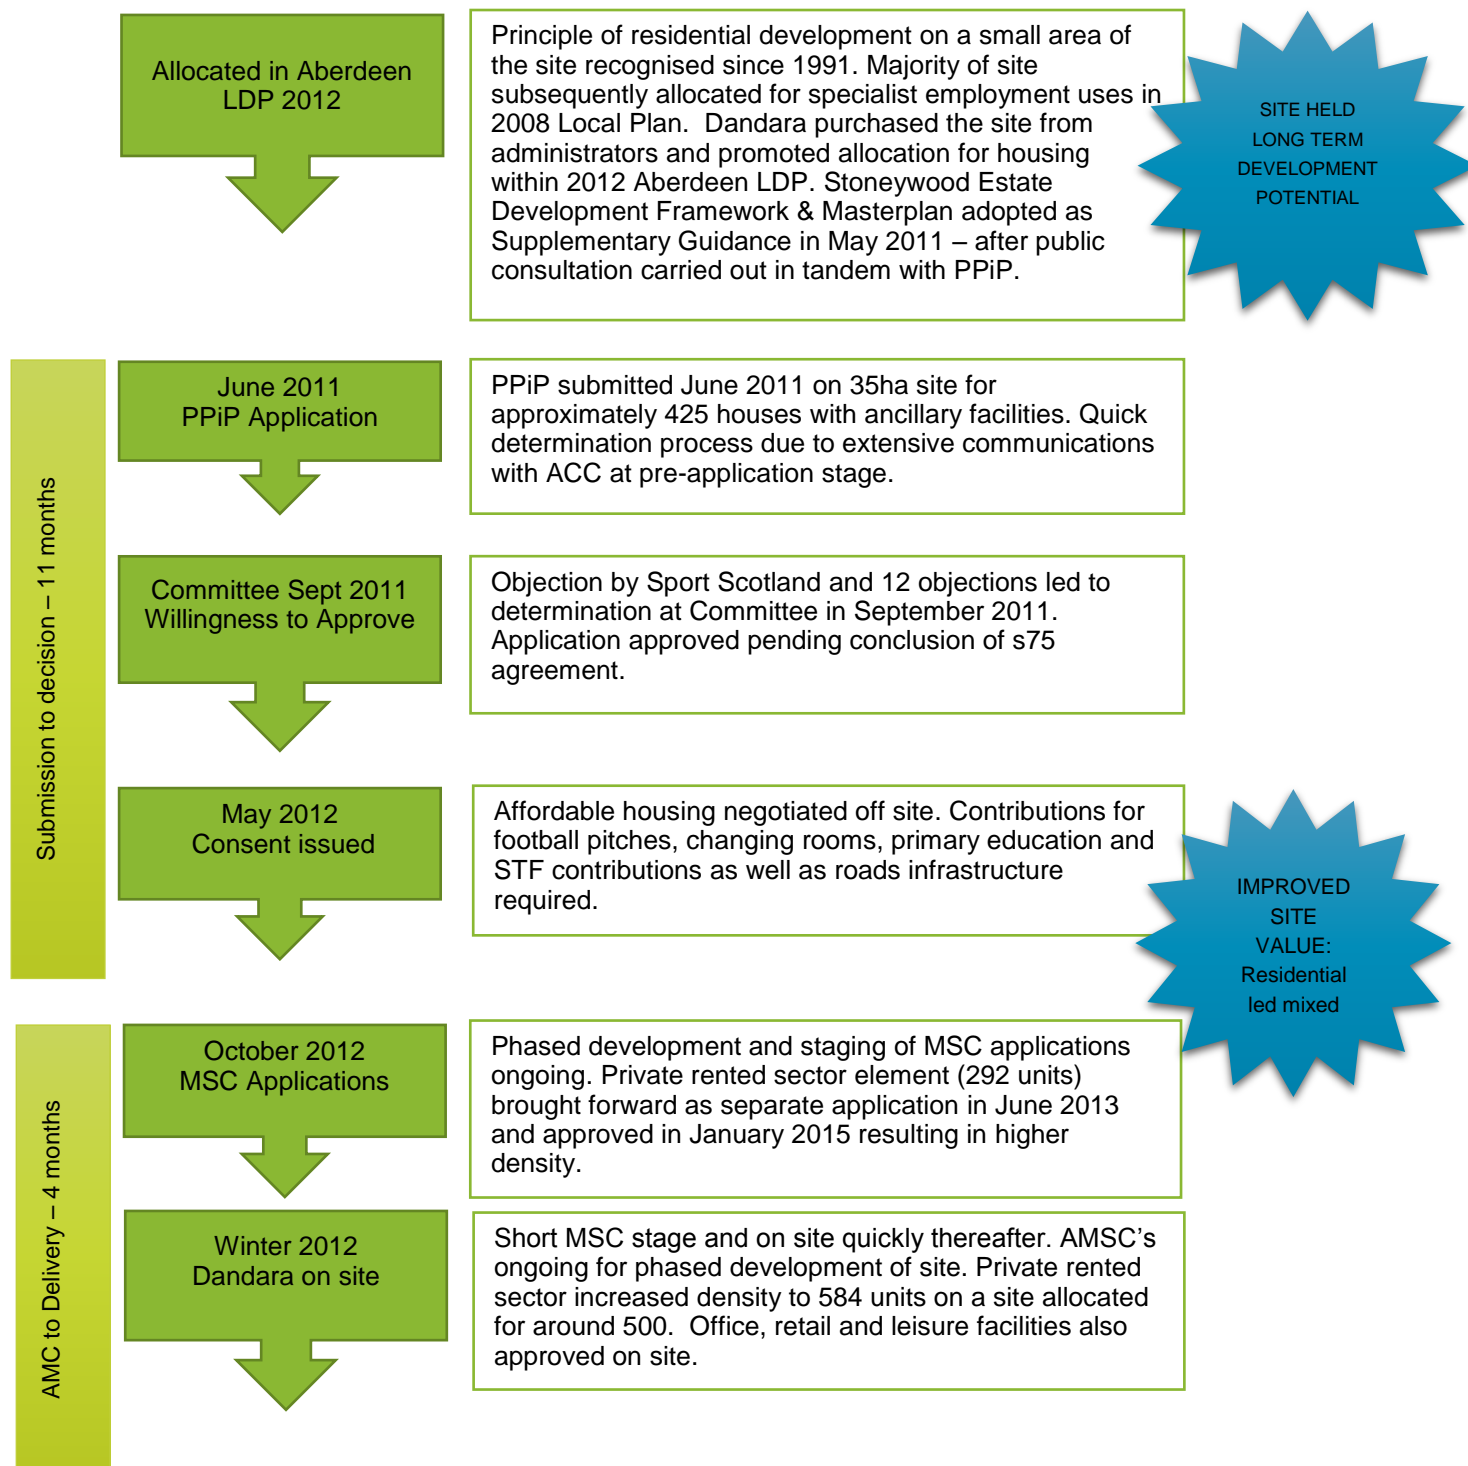 Allocated in Aberdeen
LDP 2012
Principle of residential development on a small area of
the site recognised since 1991. Majority of site
subsequently allocated for specialist employment uses in
2008 Local Plan.  Dandara purchased the site from
administrators and promoted allocation for housing
within 2012 Aberdeen LDP. Stoneywood Estate
Development Framework & Masterplan adopted as
Supplementary Guidance in May 2011 – after public
consultation carried out in tandem with PPiP.
SITE HELD
LONG TERM
DEVELOPMENT
POTENTIAL
Submission to decision – 11 months
June 2011
PPiP Application
PPiP submitted June 2011 on 35ha site for
approximately 425 houses with ancillary facilities. Quick
determination process due to extensive communications
with ACC at pre-application stage.
Committee Sept 2011
Willingness to Approve
Objection by Sport Scotland and 12 objections led to
determination at Committee in September 2011.
Application approved pending conclusion of s75
agreement.
May 2012
Consent issued
Affordable housing negotiated off site. Contributions for
football pitches, changing rooms, primary education and
STF contributions as well as roads infrastructure
required.
IMPROVED
SITE
VALUE:
Residential
led mixed
AMC to Delivery – 4 months
October 2012
MSC Applications
Phased development and staging of MSC applications
ongoing. Private rented sector element (292 units)
brought forward as separate application in June 2013
and approved in January 2015 resulting in higher
density.
Winter 2012
Dandara on site
Short MSC stage and on site quickly thereafter. AMSC's
ongoing for phased development of site. Private rented
sector increased density to 584 units on a site allocated
for around 500.  Office, retail and leisure facilities also
approved on site.